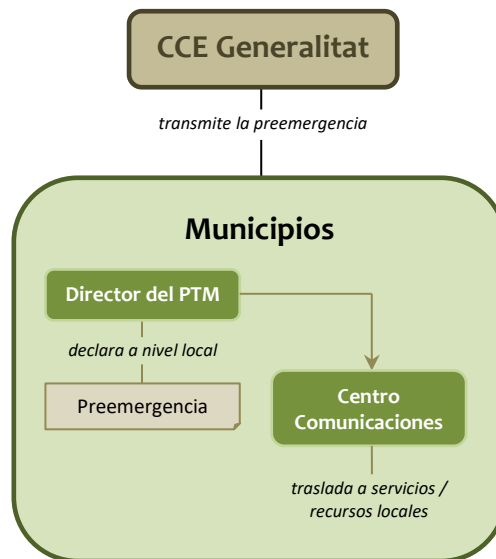 CCE Generalitat
transmite la preemergencia
Municipios
Director del PTM
declara a nivel local
Preemergencia
Centro
Comunicaciones
traslada a servicios /
recursos locales